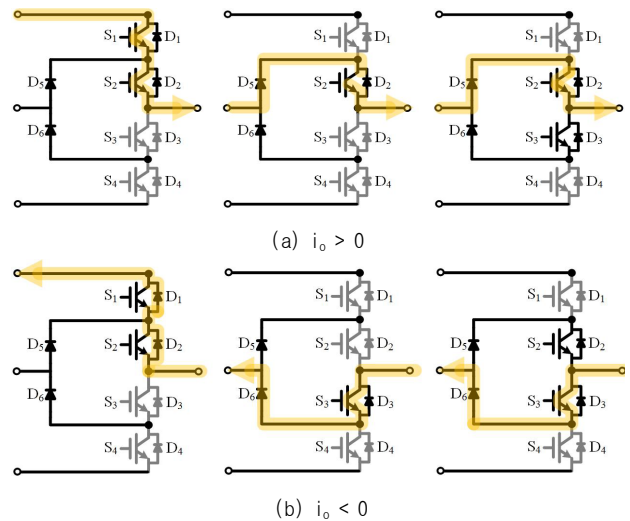 S1 D1 S1 D1 S1 D1
D5 S2 D2 D5 S2 D2 D5 S2 D2
D6 S3 D3 D6 S3 D3 D6 S3 D3
S4 D4 S4 D4 S4 D4
(a) io > 0
S1 D1 S1 D1 S1 D1
D5 S2 D2 D5 S2 D2 D5 S2 D2
D6 S3 D3 D6 S3 D3 D6 S3 D3
S4 D4 S4 D4 S4 D4
(b) io < 0